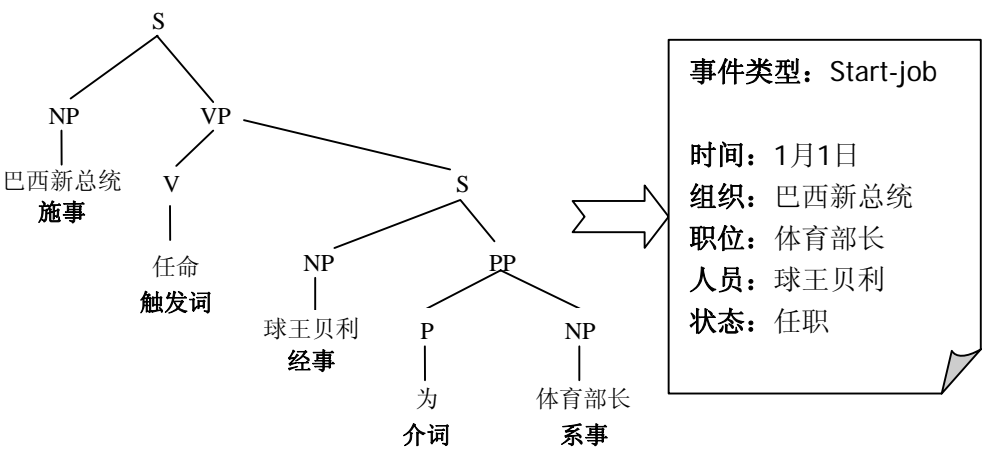 S
NP
VP
巴西新总统
施事
V
S
任命
触发词
NP
PP
球王贝利
经事
P
NP
为
介词
体育部长
系事
事件类型：Start-job
时间：1月1日
组织：巴西新总统
职位：体育部长
人员：球王贝利
状态：任职